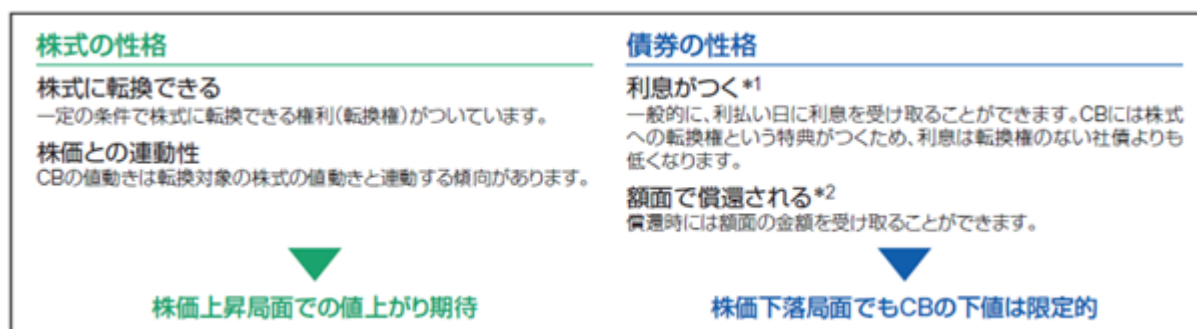 株式の性格
株式に転換できる
一定の条件で株式に転換できる権利(転換権)がついています。
株価との連動性
CBの値動きは転換対象の株式の値動きと連動する傾向があります。
株価上昇局面での値上がり期待
債券の性格
利息がつく*1
一般的に、利払い日に利息を受け取ることができます。CBには株式
への転換権という特典がつくため、利息は転換権のない社債よりも
低くなります。
額面で償還される*2
償還時には額面の金額を受け取ることができます。
株価下落局面でもCBの下値は限定的